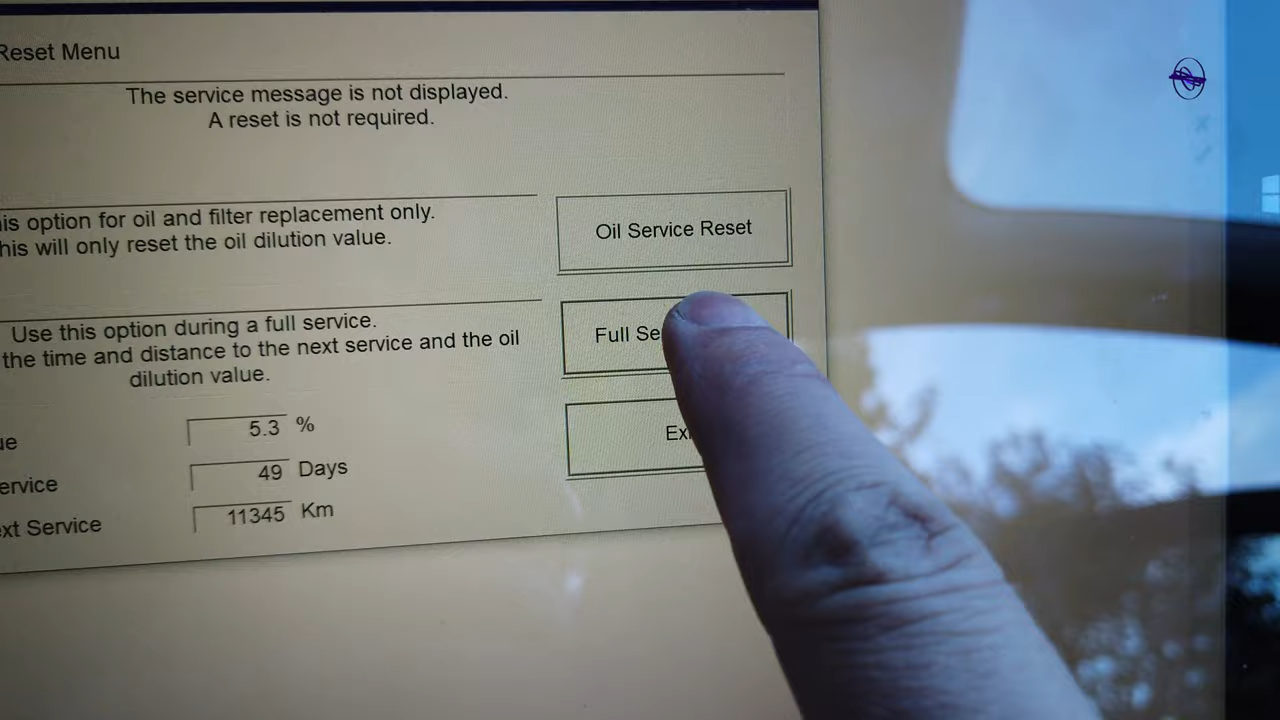 Reset Menu
The service message is not displayed.
A reset is not required.
his option for oil and filter replacement only.
his will only reset the oil dilution value.
Oil Service Reset
Use this option during a full service.
the time and distance to the next service and the oil
dilution value.
Full Se
Ex
ue
5.3 %
ervice
49 Days
xt Service
11345 Km